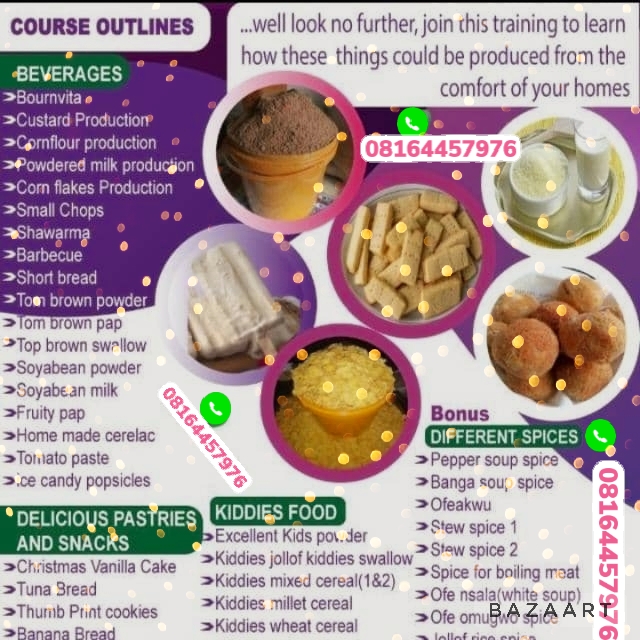 COURSE OUTLINES
...well look no further, join this training to learn
how these things could be produced from the
comfort of your homes
BEVERAGES
Bournvita
Custard Production
Cornflour production
Powdered milk production
Corn flakes Production
Small Chops
Shawarma
Barbecue
Short bread
Tom brown powder
Tom brown pap
Top brown swallow
Soyabean powder
Soyabean milk
Fruity pap
Home made cerelac
Tomato paste
ice candy popsicles
08164457976
08164457976
DELICIOUS PASTRIES
AND SNACKS
Christmas Vanilla Cake
Tuna Bread
Thumb Print cookies
Banana Bread
KIDDIES FOOD
Excellent Kids powder
Kiddies jollof kiddies swallow
Kiddies mixed cereal(1&2)
Kiddies millet cereal
Kiddies wheat cereal
Bonus
DIFFERENT SPICES
Pepper soup spice
Banga soup spice
Ofeakwu
Stew spice 1
Stew spice 2
Spice for boiling meat
Ofe nsala(white soup)
Ofe omugwo spice
Jollof rice spice
08164457976
BAZAART